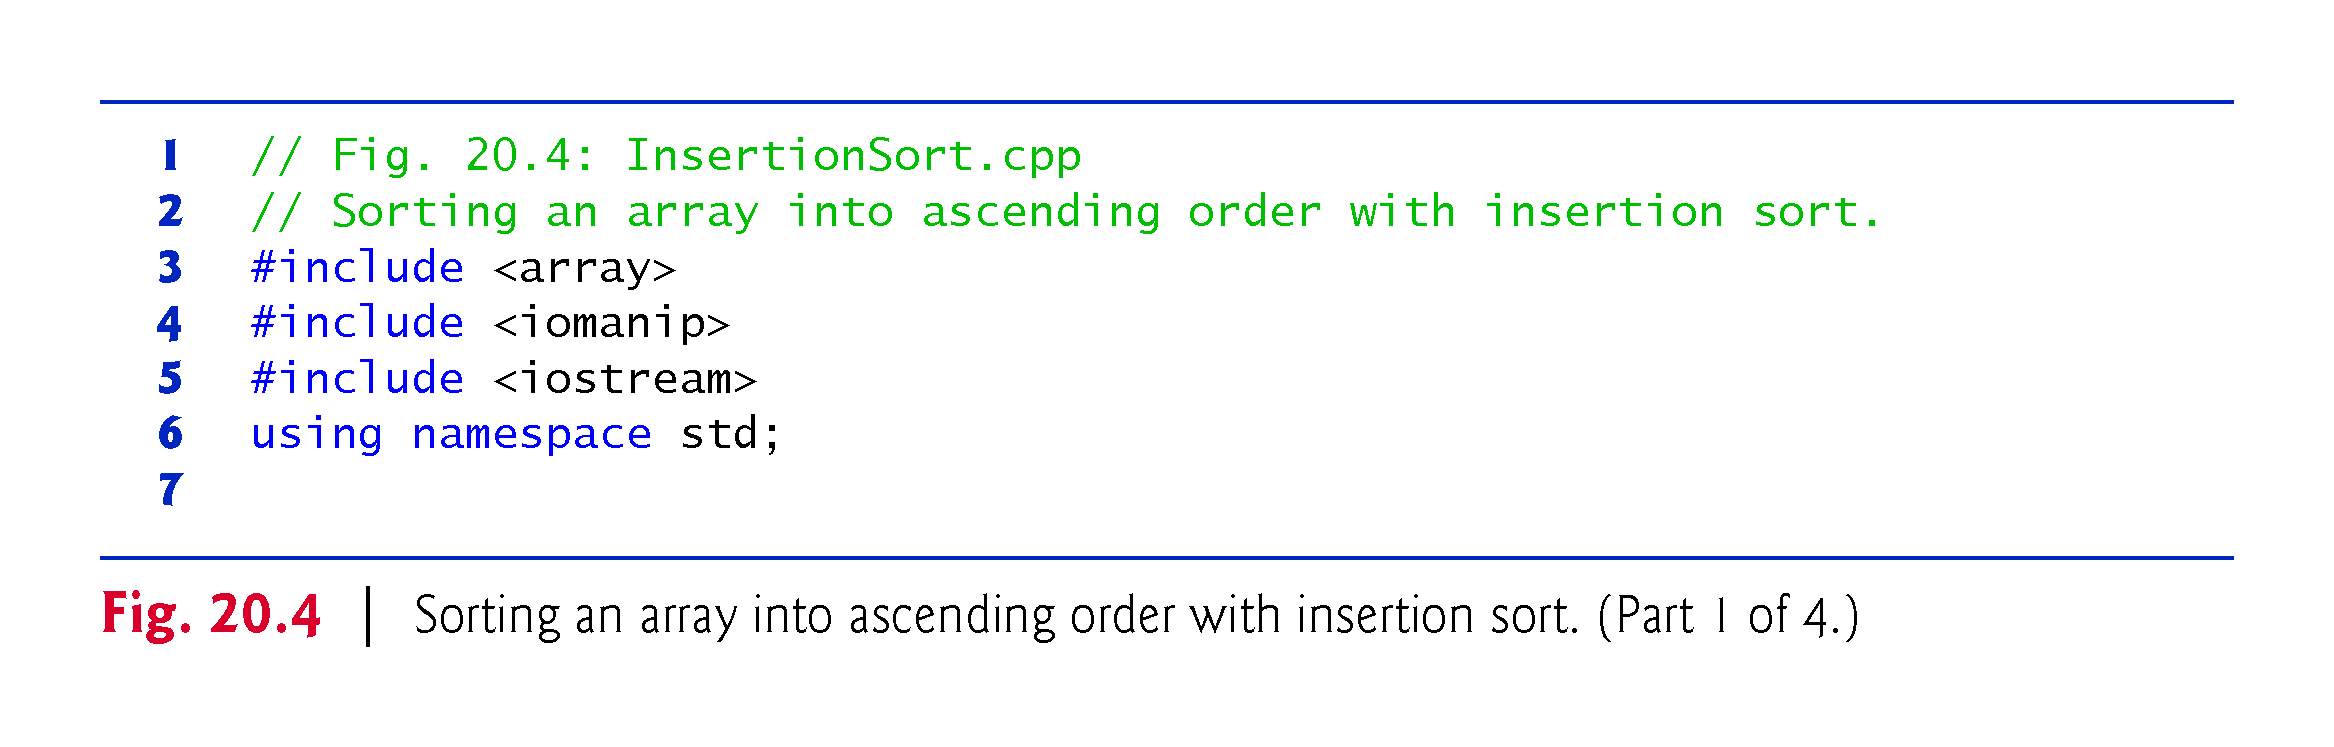 1 // Fig. 20.4: InsertionSort.cpp
2 // Sorting an array into ascending order with insertion sort.
3 #include <array>
4 #include <iomanip>
5 #include <iostream>
6 using namespace std;
7
Fig. 20.4 | Sorting an array into ascending order with insertion sort. (Part 1 of 4.)